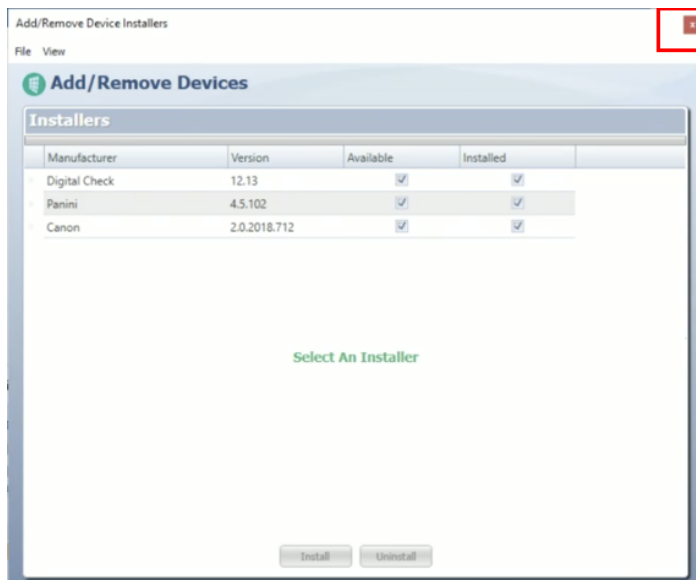 Add/Remove Device Installers
File View
Add/Remove Devices
Installers
Manufacturer Version Available Installed
Digital Check 12.13
Panini 4.5.102
Canon 2.0.2018.712
Select An Installer
Install Uninstall